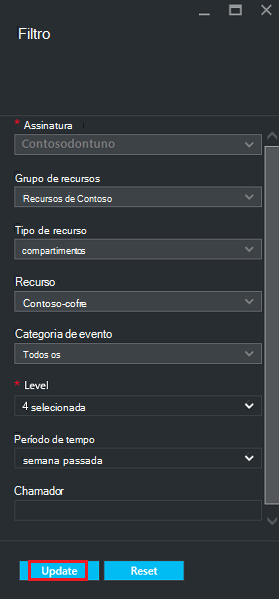 Filtro
* Assinatura
Contosodontuno
Grupo de recursos
Recursos de Contoso
Tipo de recurso
compartimentos
Recurso
Contoso-cofre
Categoria de evento
Todos os
* Level
4 selecionada
Período de tempo
semana passada
Chamador
Update Reset